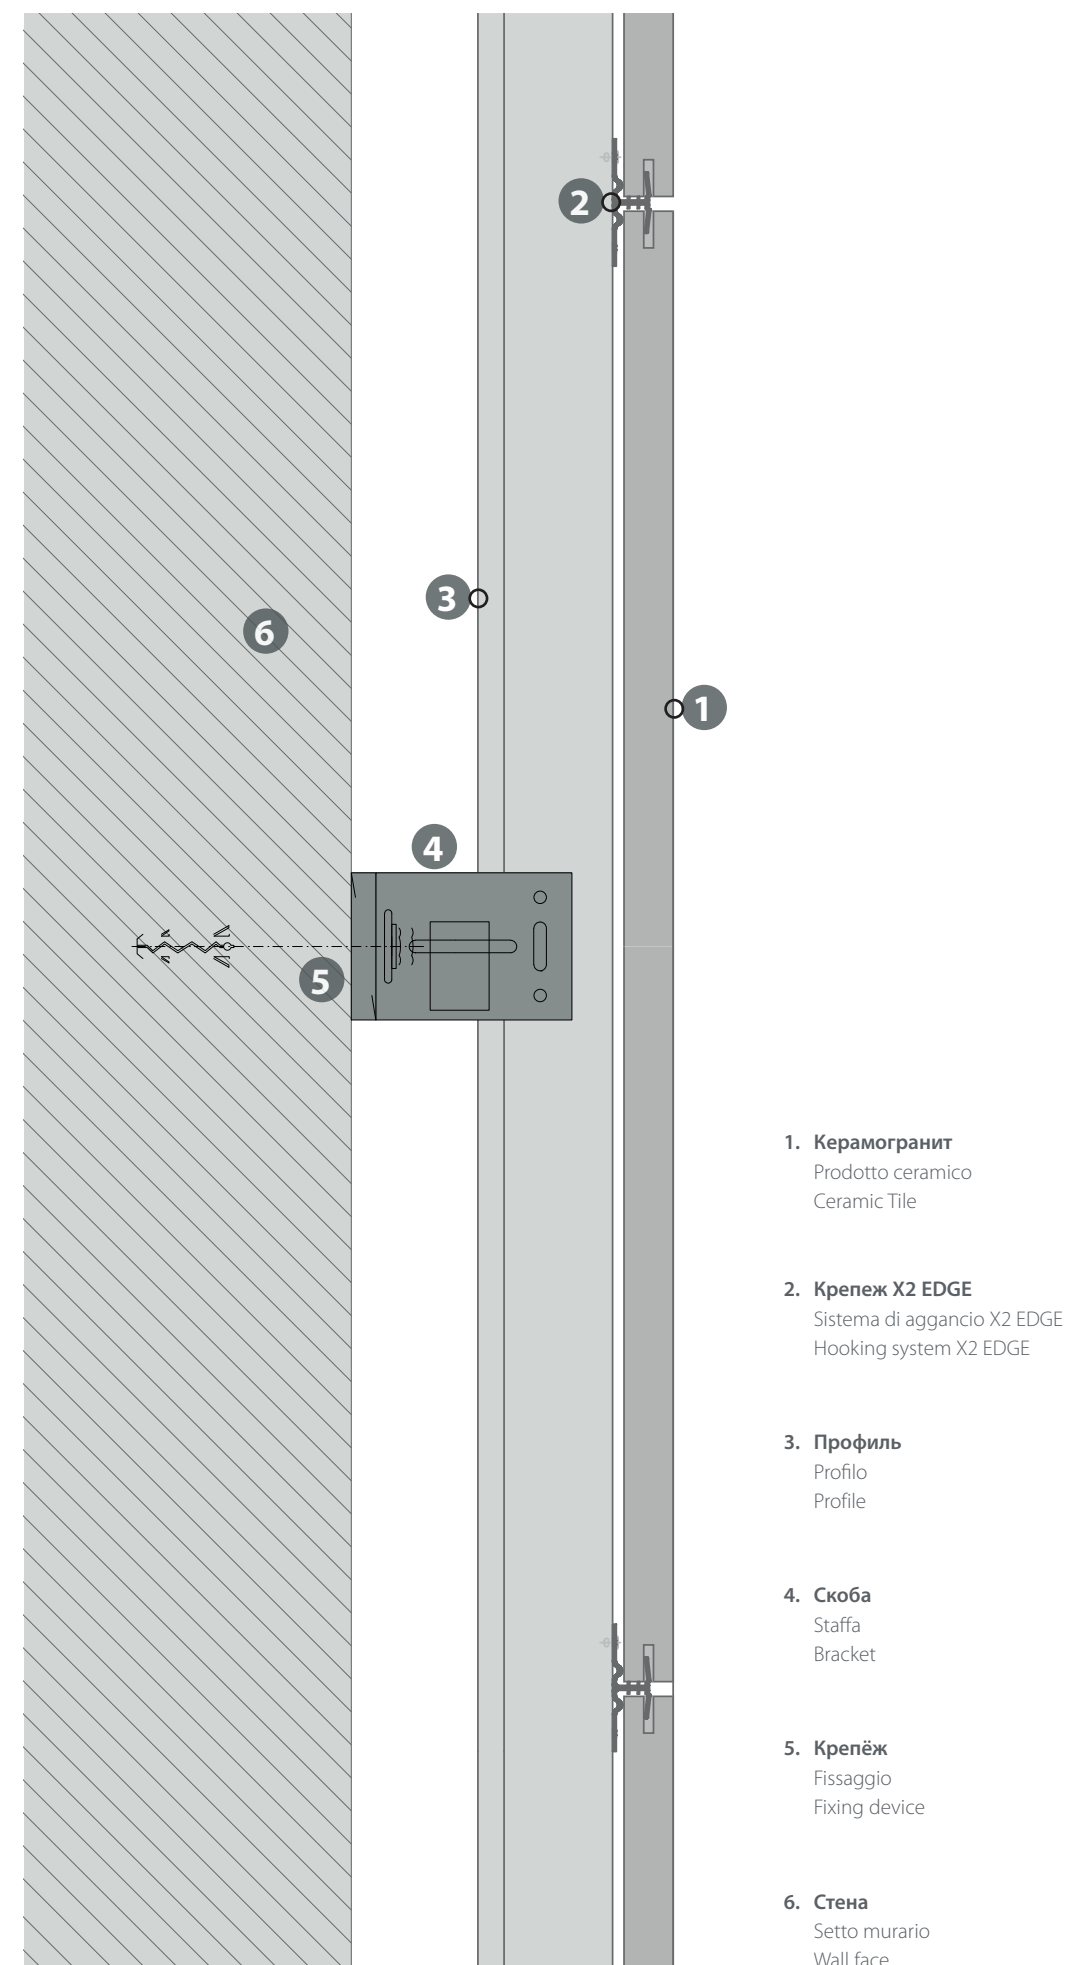 2
3
6
1
4
5
1. Керамогранит
Prodotto ceramico
Ceramic Tile
2. Крепеж X2 EDGE
Sistema di aggancio X2 EDGE
Hooking system X2 EDGE
3. Профиль
Profilo
Profile
4. Скоба
Staffa
Bracket
5. Крепёж
Fissaggio
Fixing device
6. Стена
Setto murario
Wall face